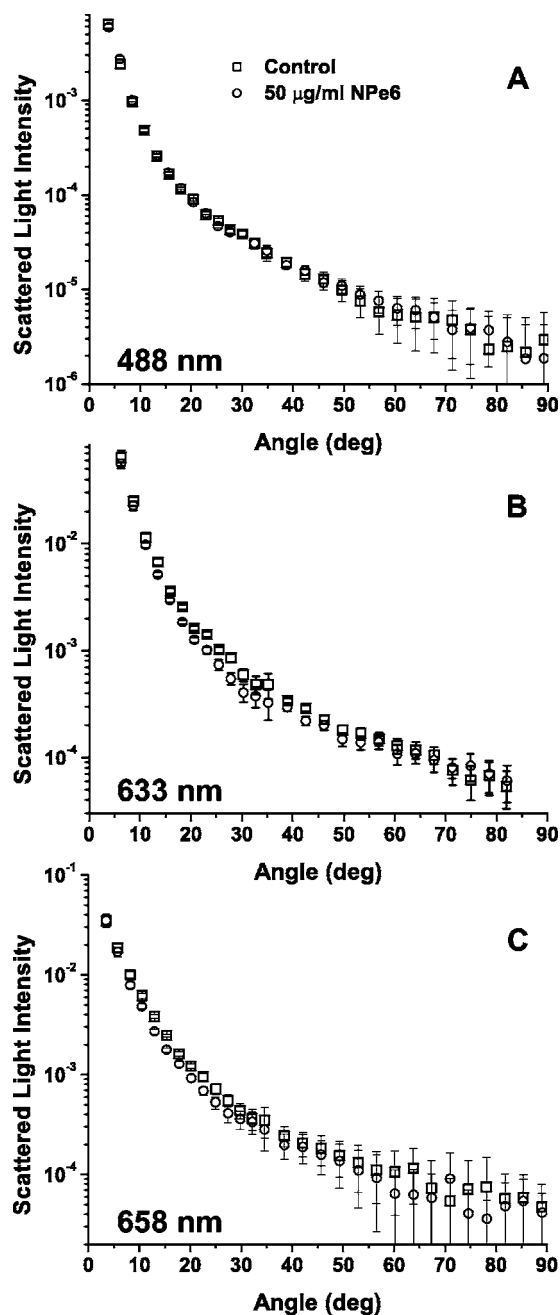 Control
50 μg/ml NPe6
A
Scattered Light Intensity
10⁻³
10⁻⁴
10⁻⁵
10⁻⁶
488 nm
0 10 20 30 40 50 60 70 80 90
Angle (deg)
B
Scattered Light Intensity
10⁻²
10⁻³
10⁻⁴
633 nm
0 10 20 30 40 50 60 70 80 90
Angle (deg)
C
Scattered Light Intensity
10⁻¹
10⁻²
10⁻³
10⁻⁴
658 nm
0 10 20 30 40 50 60 70 80 90
Angle (deg)